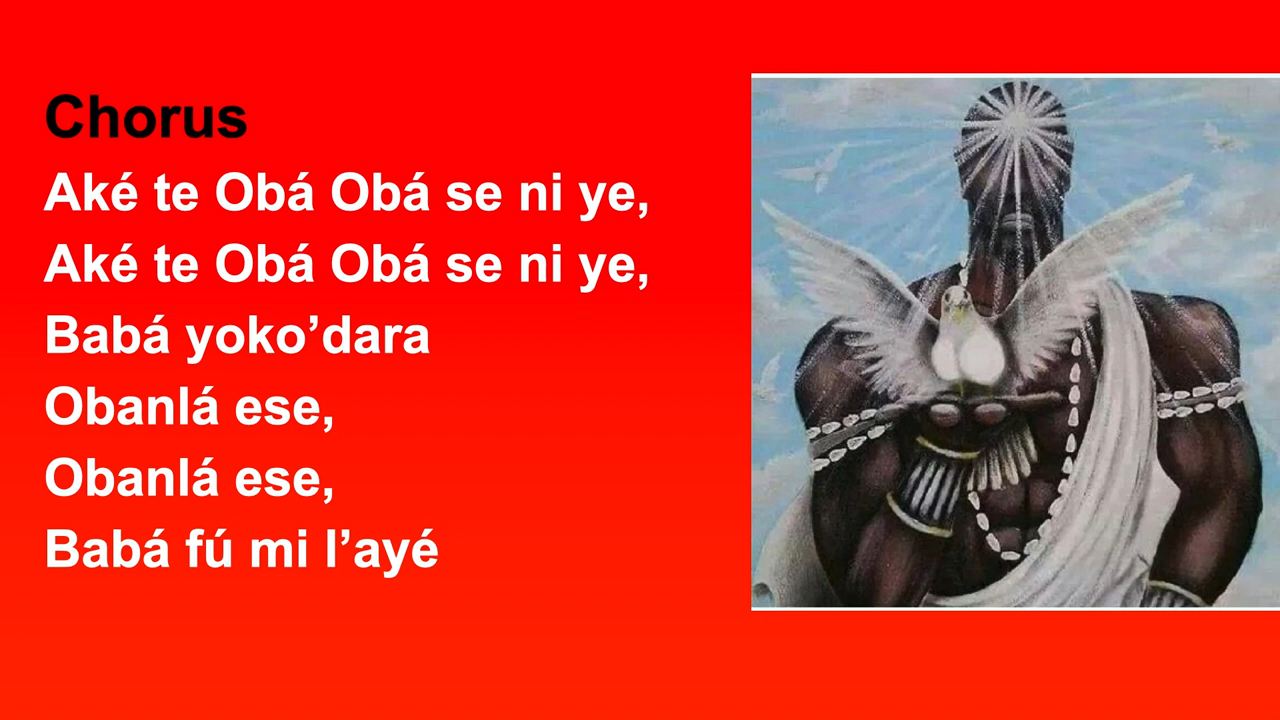 Chorus
Aké te Obá Obá se ni ye,
Aké te Obá Obá se ni ye,
Babá yoko’dara
Obanlá ese,
Obanlá ese,
Babá fú mi l’ayé